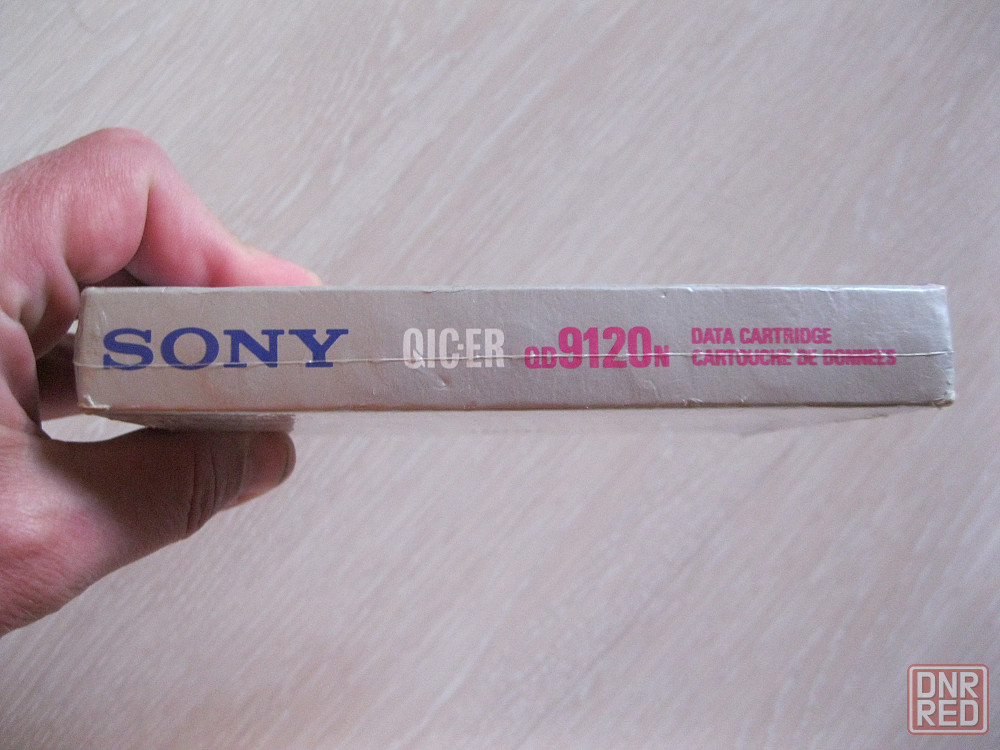 SONY QIC-ER QD9120N DATA CARTRIDGE
CARTOUCHE DE DONNEES
DNR
RED